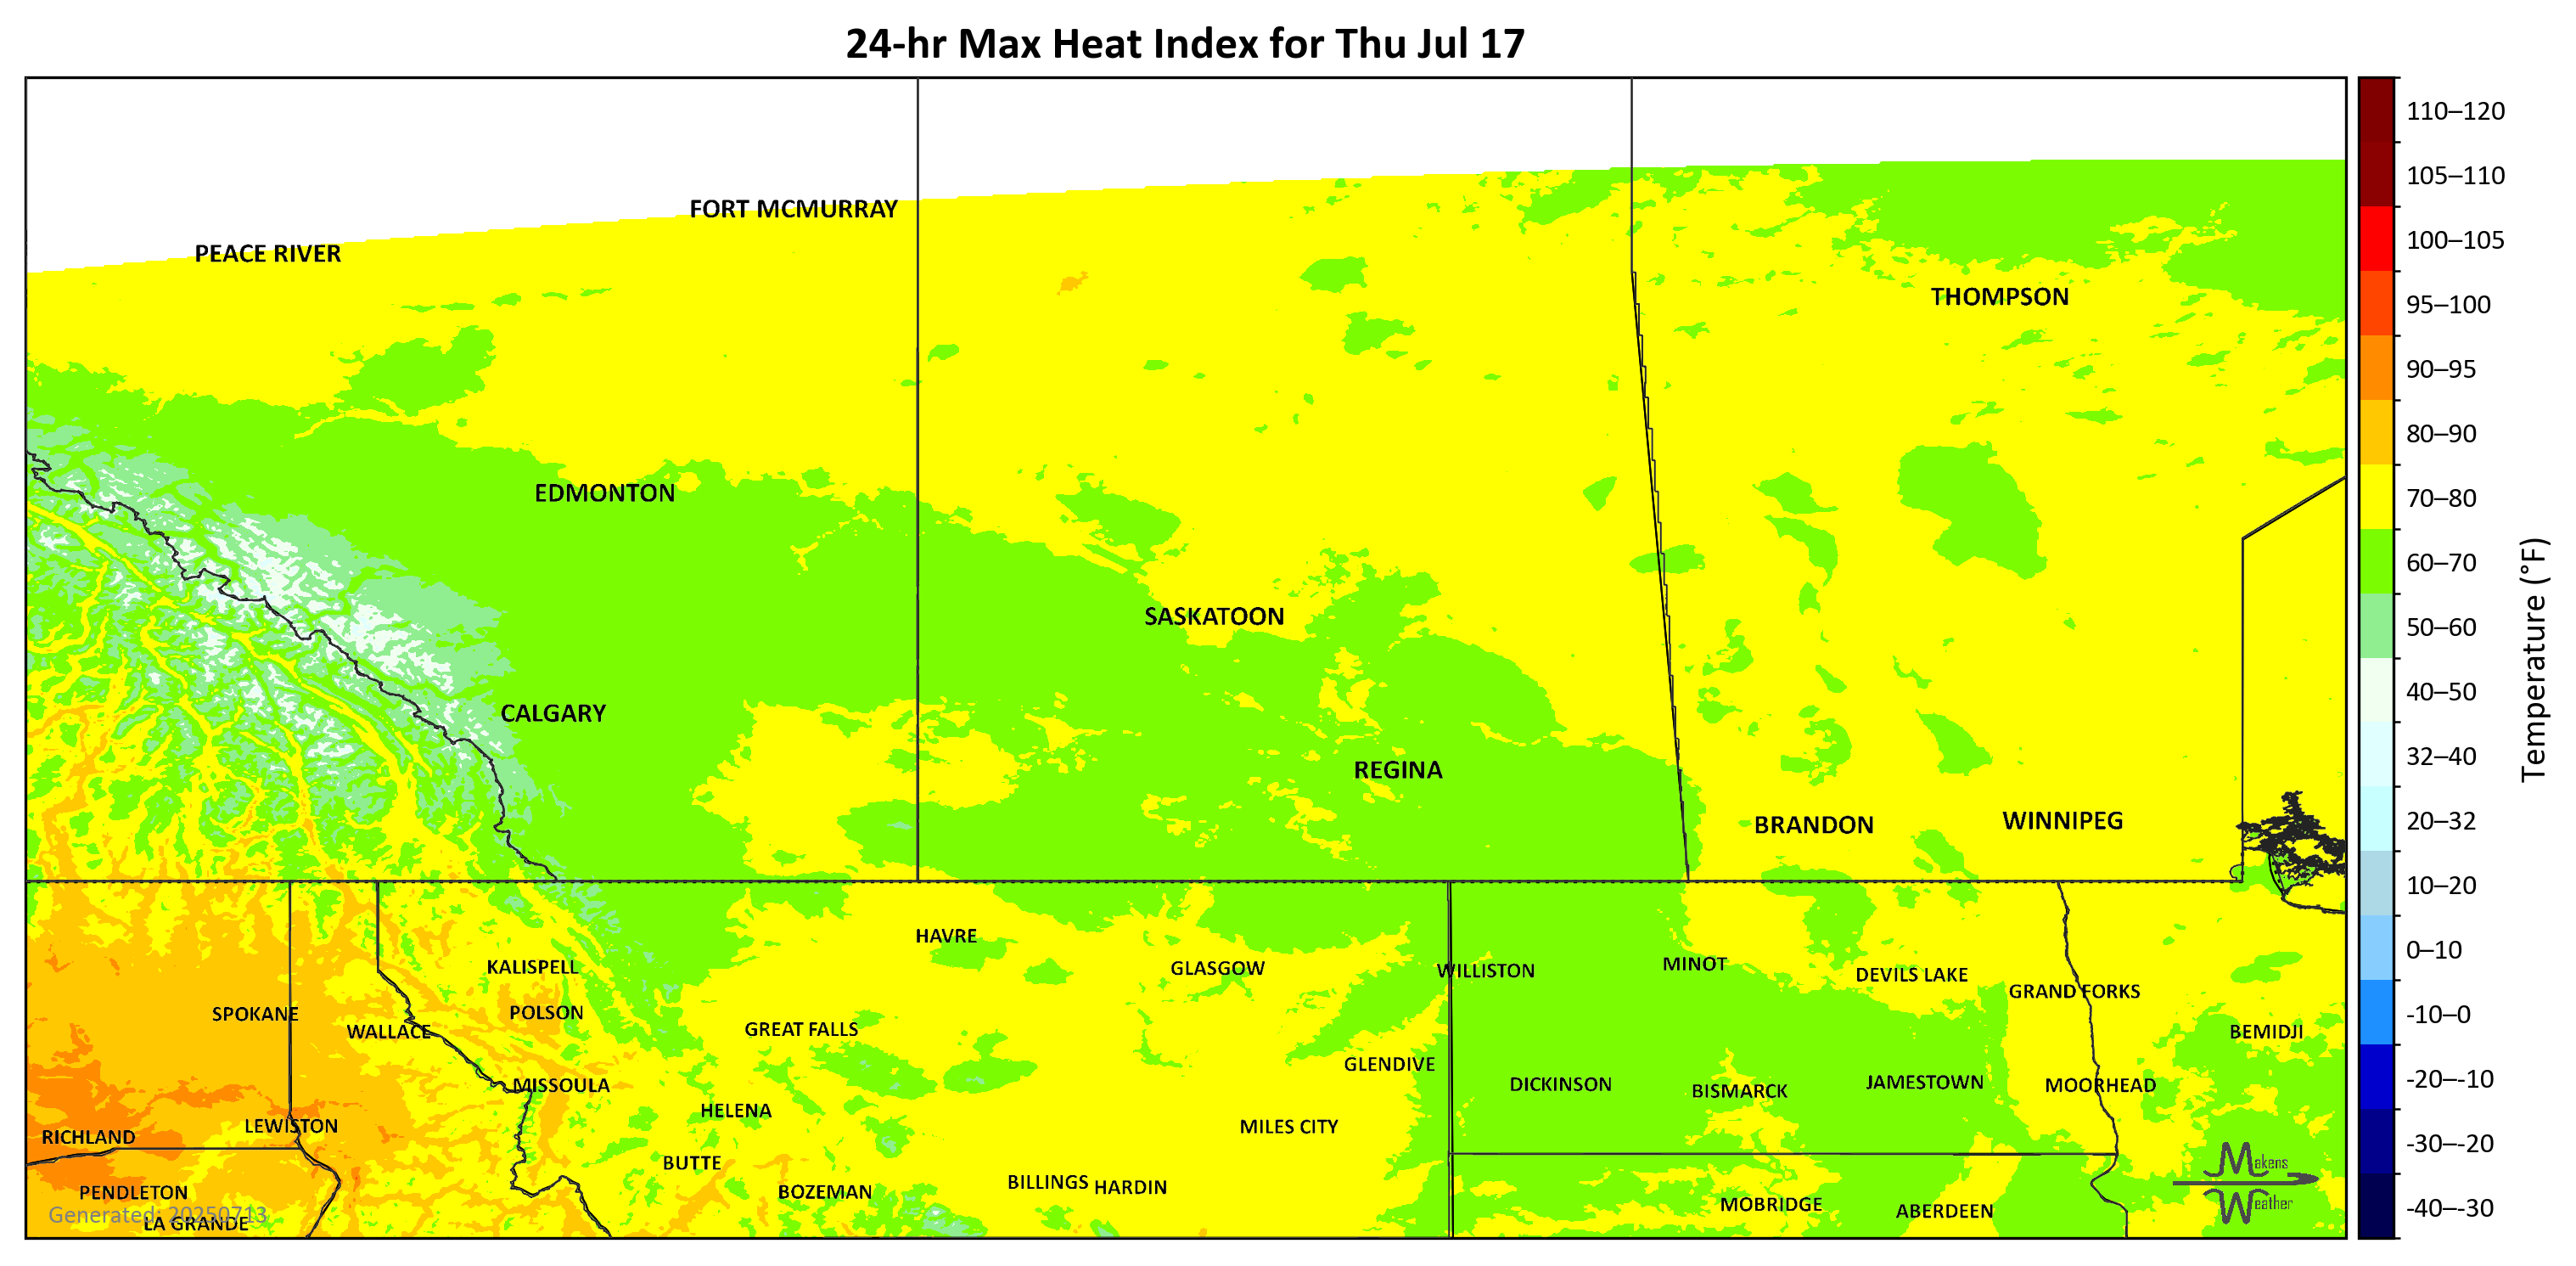 24-hr Max Heat Index for Thu Jul 17
110–120
105–110
FORT MCMURRAY
100–105
PEACE RIVER
THOMPSON
95–100
90–95
80–90
EDMONTON
70–80
60–70
SASKATOON
50–60
CALGARY
40–50
Temperature (°F)
REGINA
32–40
BRANDON
WINNIPEG
20–32
10–20
HAVRE
0–10
KALISPELL
GLASGOW
WILLISTON
MINOT
DEVILS LAKE
GRAND FORKS
SPOKANE
POLSON
-10–0
WALLACE
GREAT FALLS
BEMIDJI
GLENDIVE
MISSOULA
DICKINSON
BISMARCK
JAMESTOWN
MOORHEAD
-20–-10
HELENA
LEWISTON
MILES CITY
RICHLAND
-30–-20
BUTTE
Makens
Weather
PENDLETON
BOZEMAN
BILLINGS
HARDIN
MOBRIDGE
ABERDEEN
-40–-30
Generated: 20250713
LA GRANDE